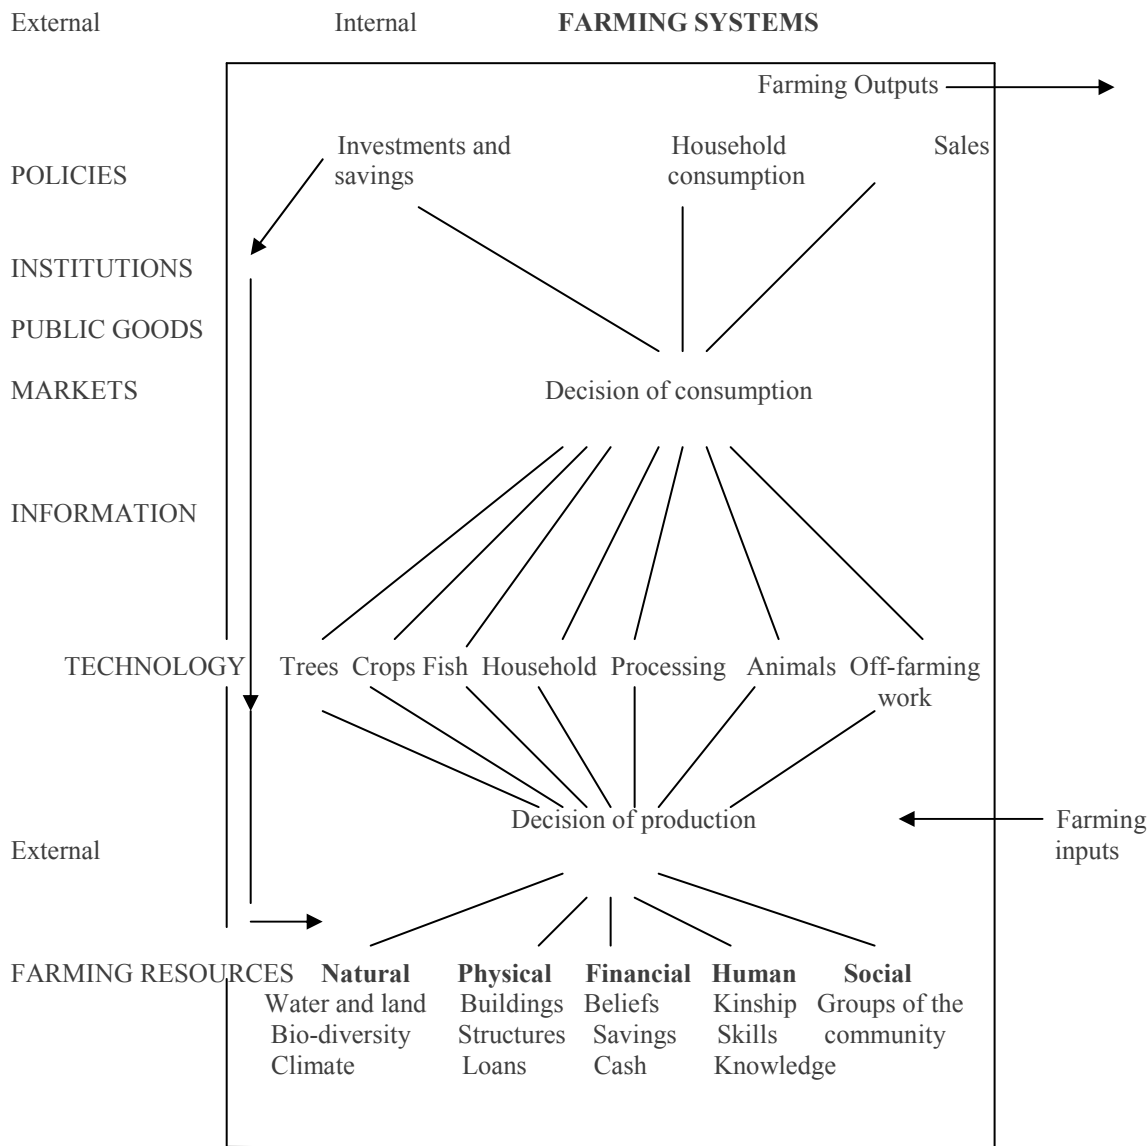 External Internal FARMING SYSTEMS
Farming Outputs
Investments and Household Sales
POLICIES savings consumption
INSTITUTIONS
PUBLIC GOODS
MARKETS Decision of consumption
INFORMATION
TECHNOLOGY Trees Crops Fish Household Processing Animals Off-farming
work
Decision of production Farming
External inputs
FARMING RESOURCES Natural Physical Financial Human Social
Water and land Buildings Beliefs Kinship Groups of the
Bio-diversity Structures Savings Skills community
Climate Loans Cash Knowledge